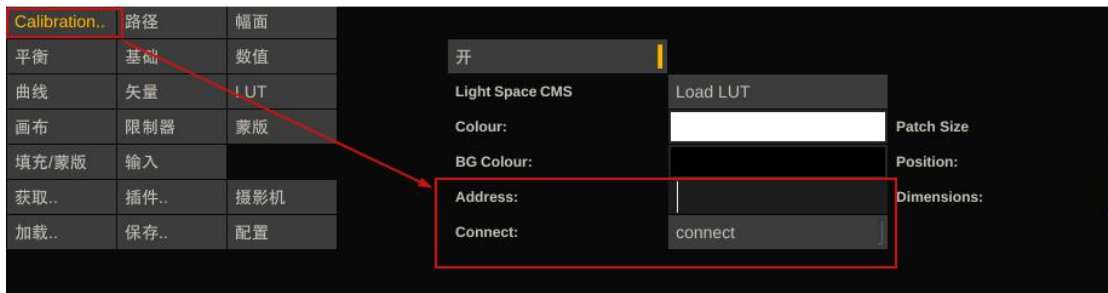 Calibration.. 路径 幅面
平衡 基础 数值 开
曲线 矢量 LUT Light Space CMS Load LUT
画布 限制器 蒙版 Colour: Patch Size
填充/蒙版 输入 BG Colour: Position:
获取.. 插件.. 摄影机 Address: Dimensions:
加载.. 保存.. 配置 Connect: connect